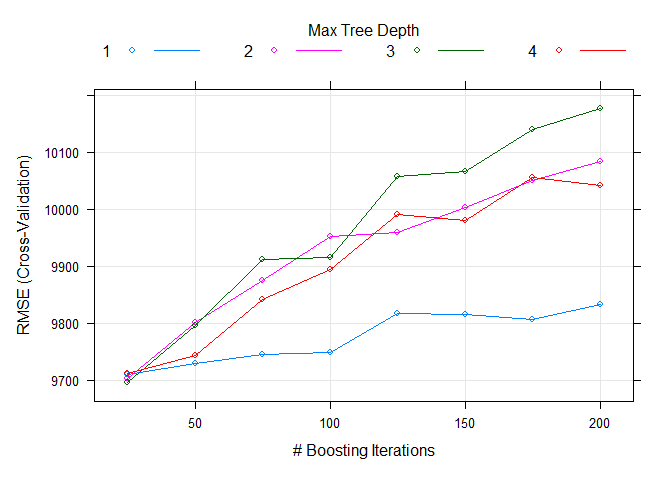 Max Tree Depth
1 2 3 4
10100
10000
9900
9800
9700
RMSE (Cross-Validation)
50 100 150 200
# Boosting Iterations